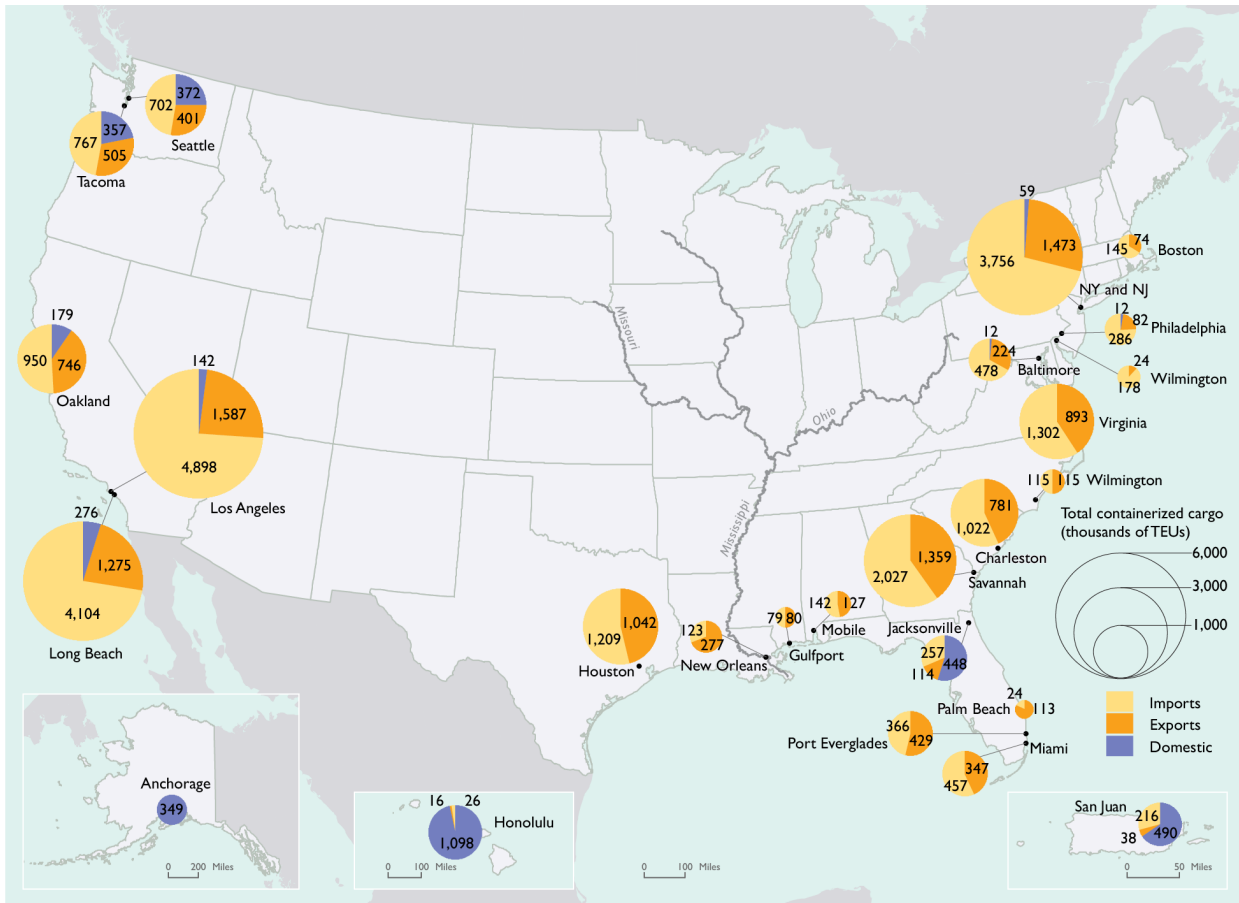 372
702
401
Seattle
357
767
505
Tacoma
179
950
746
Oakland
142
1,587
4,898
Los Angeles
276
1,275
4,104
Long Beach
Missouri
Mississippi
Ohio
59
1,473
3,756
NY and NJ
74
145
Boston
12
82
286
Philadelphia
12
224
478
Baltimore
24
178
Wilmington
893
1,302
Virginia
115
115
Wilmington
781
1,022
Charleston
1,359
2,027
Savannah
1,042
1,209
Houston
123
277
New Orleans
79
80
Gulfport
142
127
Mobile
Jacksonville
257
448
114
24
113
Palm Beach
366
429
Port Everglades
Miami
347
457
Total containerized cargo
(thousands of TEUs)
6,000
3,000
1,000
Imports
Exports
Domestic
Anchorage
349
0 200 Miles
16
26
Honolulu
1,098
0 100 Miles
0 100 Miles
San Juan
216
490
38
0 50 Miles